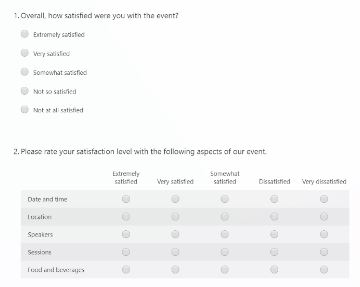 1. Overall, how satisfied were you with the event?
Extremely satisfied
Very satisfied
Somewhat satisfied
Not so satisfied
Not at all satisfied
2. Please rate your satisfaction level with the following aspects of our event.
Extremely satisfied Very satisfied Somewhat satisfied Dissatisfied Very dissatisfied
Date and time
Location
Speakers
Sessions
Food and beverages